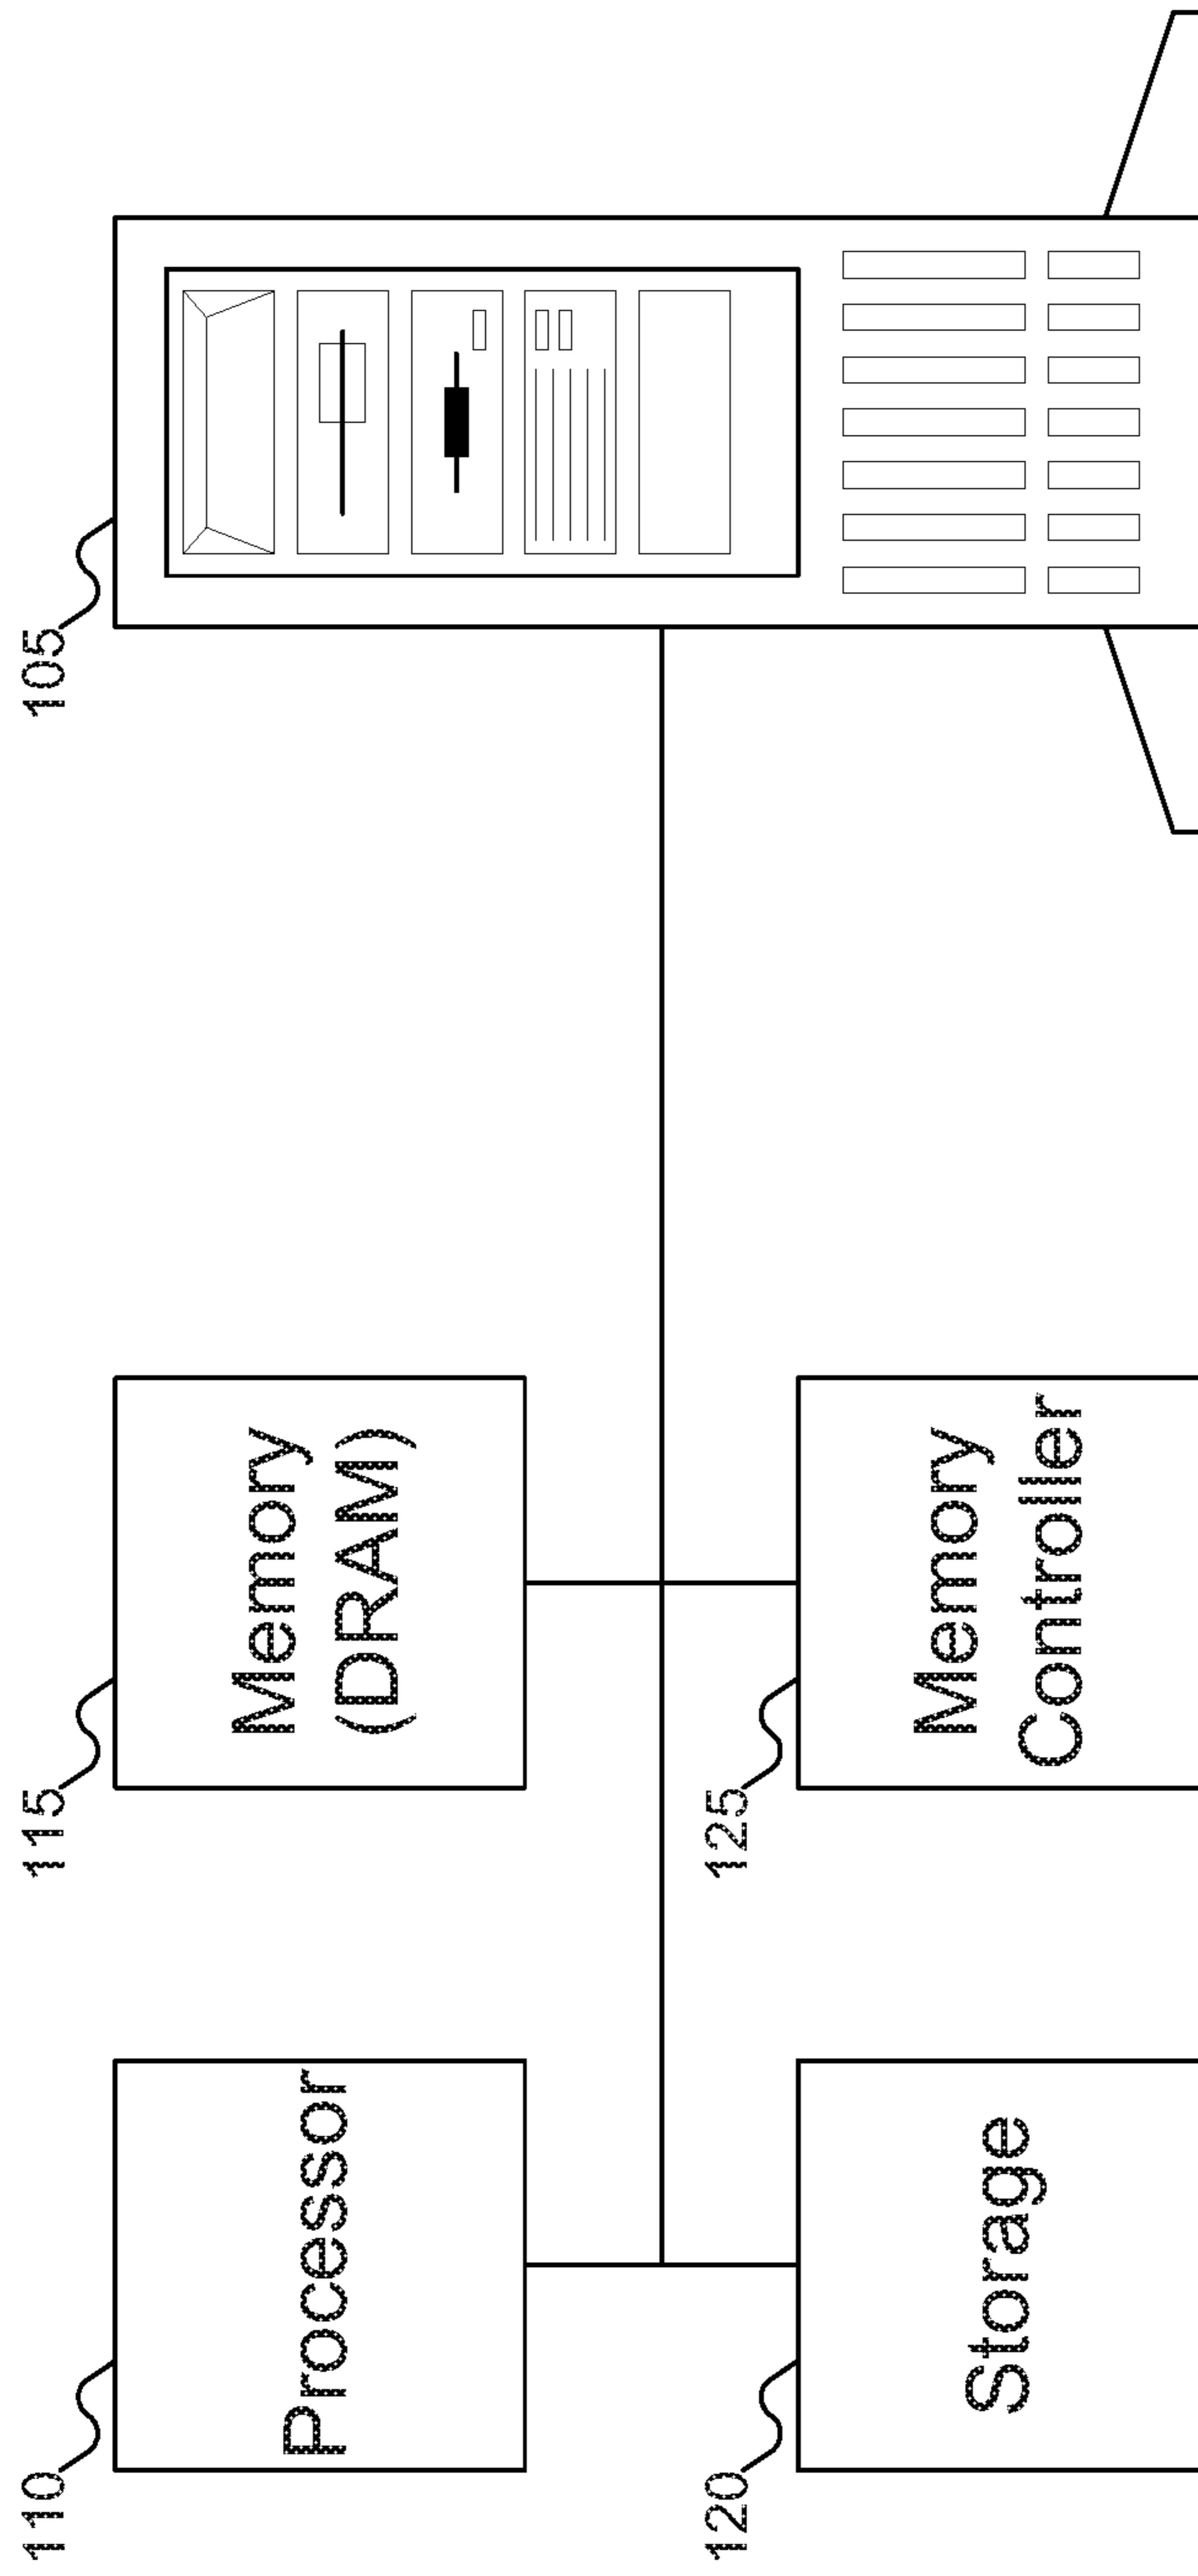 110
Processor
115
Memory
(DRAM)
105
120
Storage
125
Memory
Controller